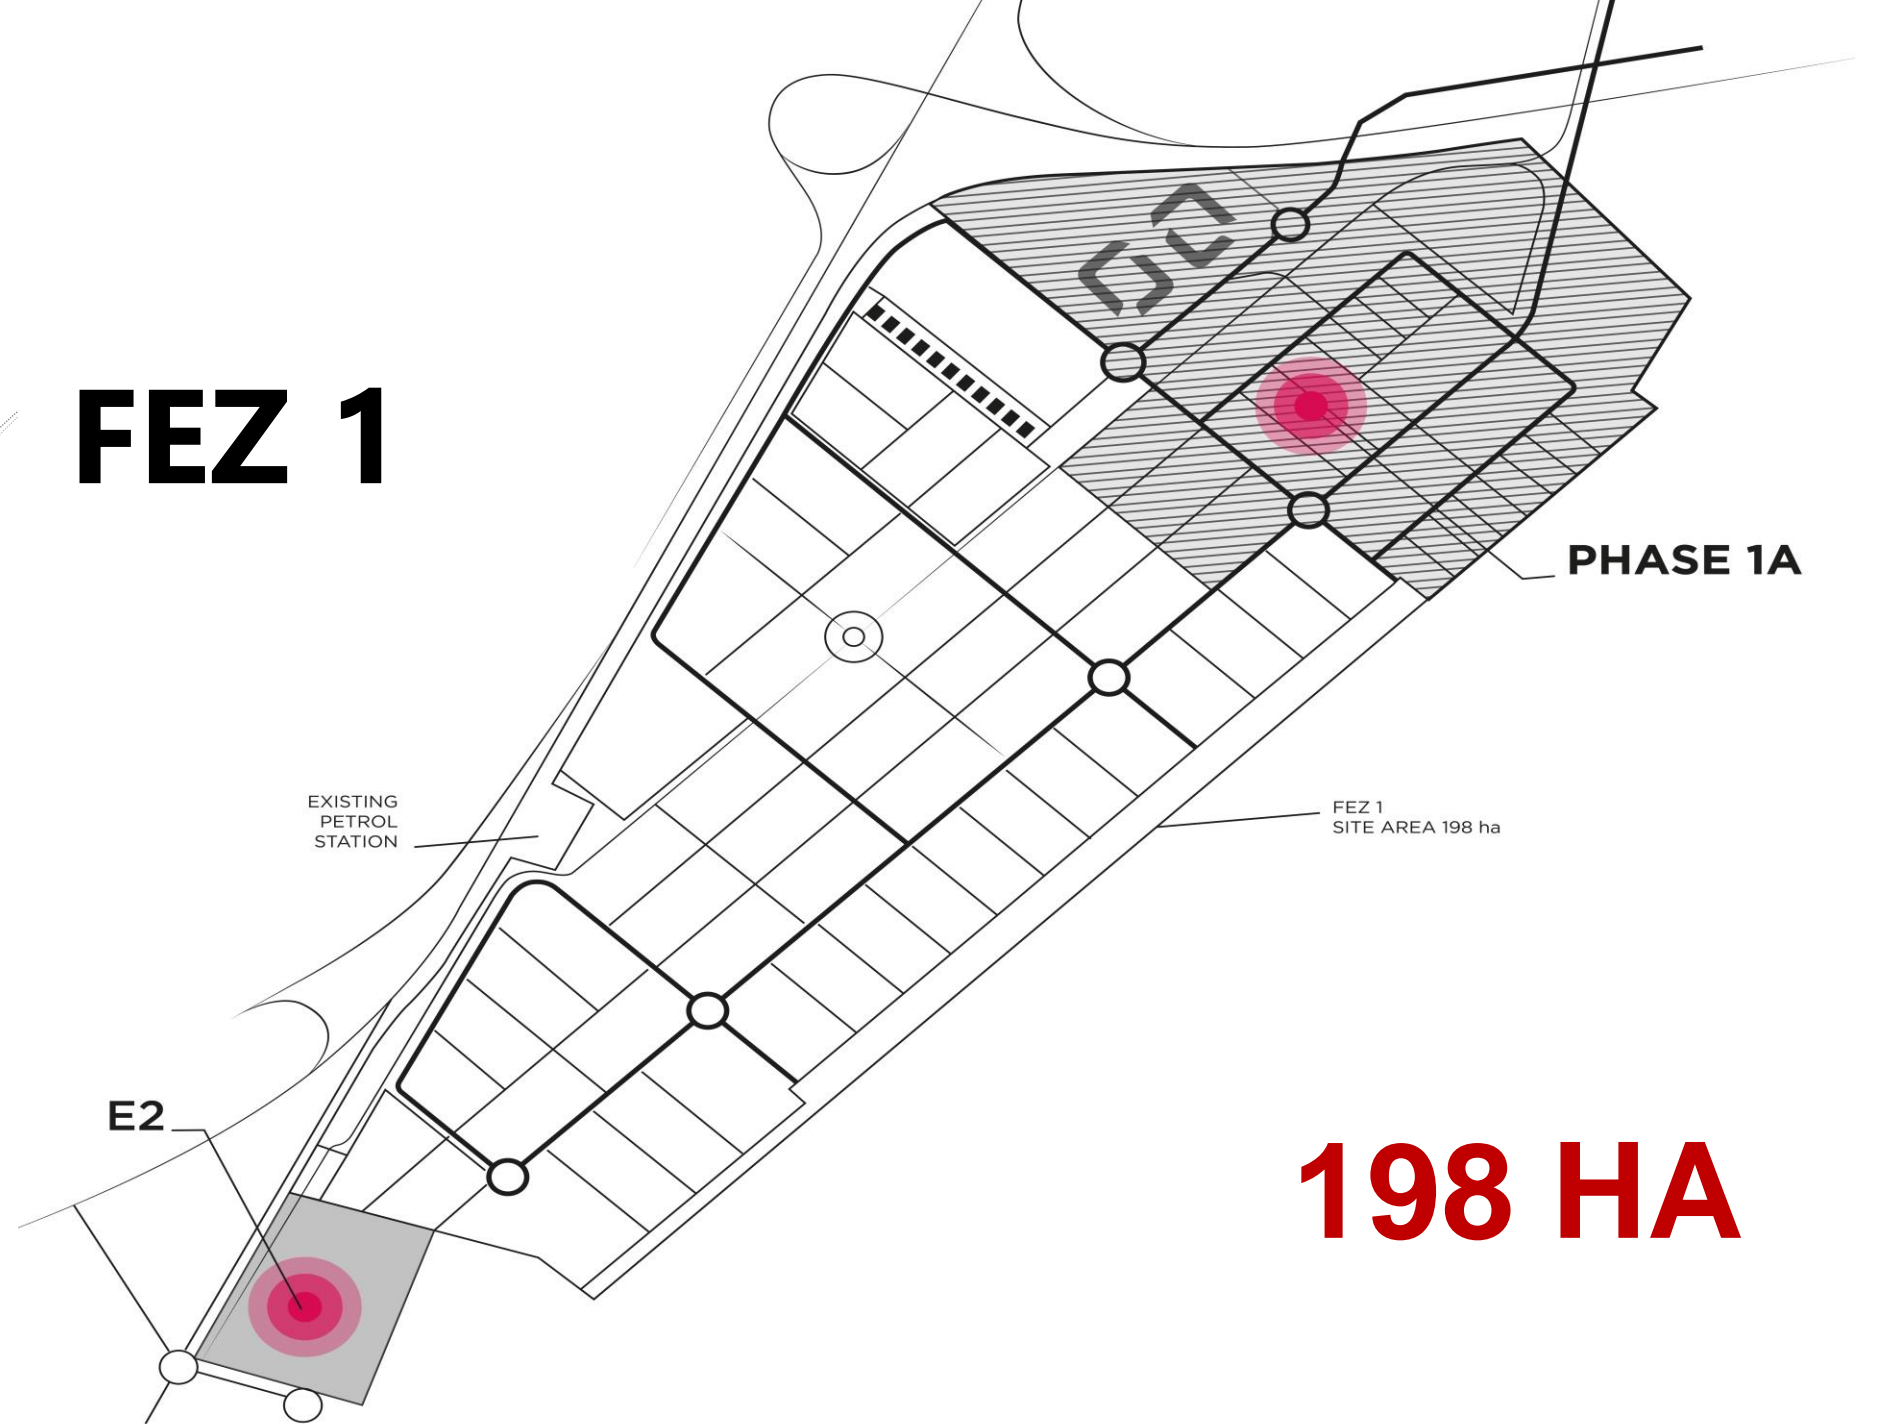 FEZ 1
PHASE 1A
EXISTING
PETROL
STATION
FEZ 1
SITE AREA 198 ha
E2
198 HA